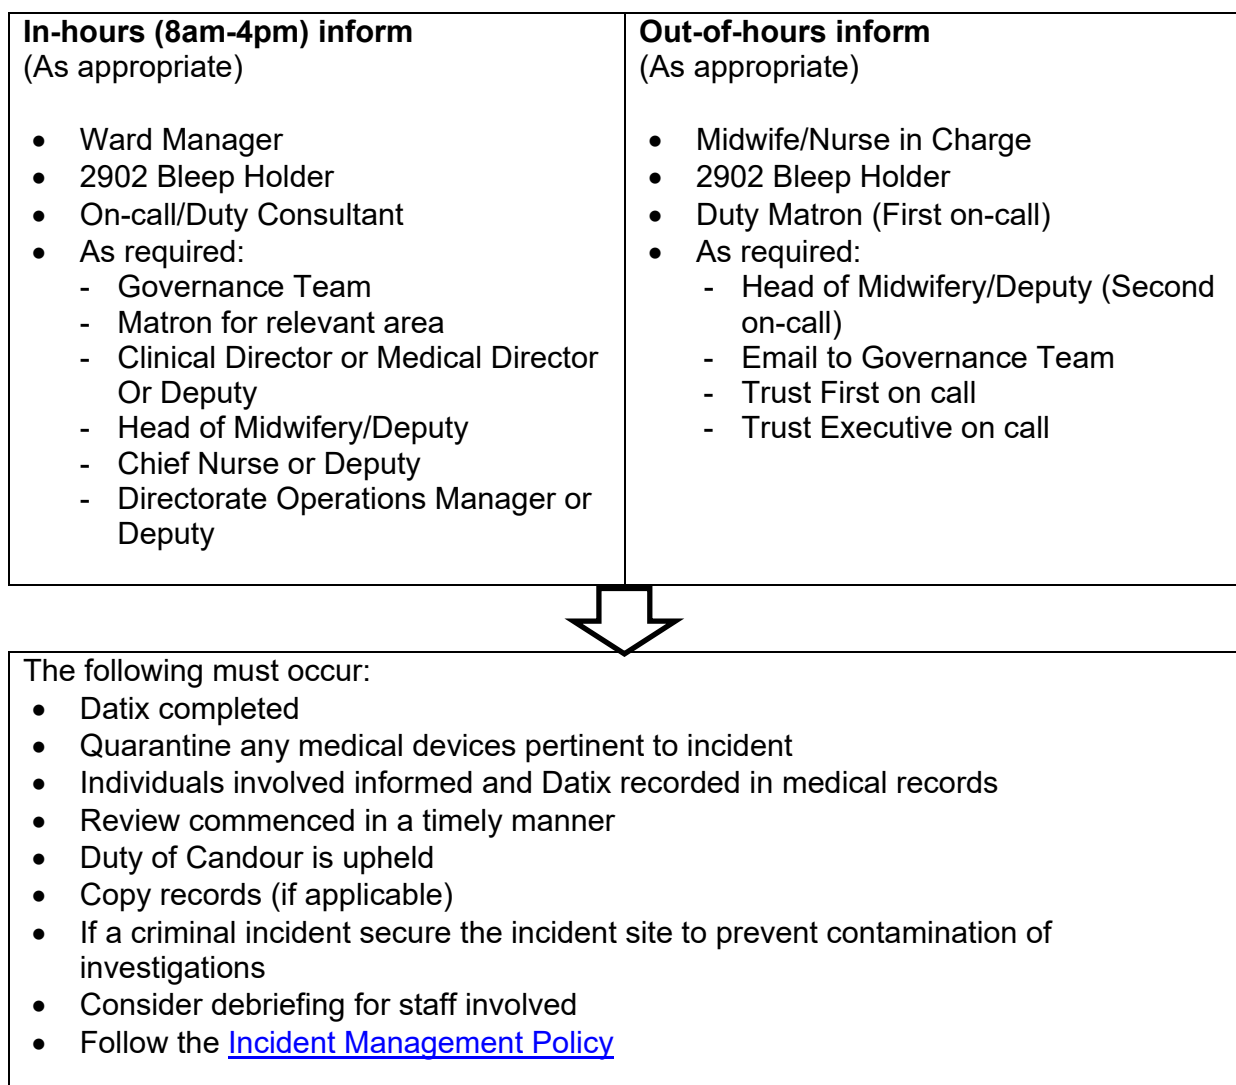 In-hours (8am-4pm) inform
(As appropriate)
• Ward Manager
• 2902 Bleep Holder
• On-call/Duty Consultant
• As required:
- Governance Team
- Matron for relevant area
- Clinical Director or Medical Director
Or Deputy
- Head of Midwifery/Deputy
- Chief Nurse or Deputy
- Directorate Operations Manager or
Deputy
Out-of-hours inform
(As appropriate)
• Midwife/Nurse in Charge
• 2902 Bleep Holder
• Duty Matron (First on-call)
• As required:
- Head of Midwifery/Deputy (Second
on-call)
- Email to Governance Team
- Trust First on call
- Trust Executive on call
The following must occur:
• Datix completed
• Quarantine any medical devices pertinent to incident
• Individuals involved informed and Datix recorded in medical records
• Review commenced in a timely manner
• Duty of Candour is upheld
• Copy records (if applicable)
• If a criminal incident secure the incident site to prevent contamination of
investigations
• Consider debriefing for staff involved
• Follow the Incident Management Policy